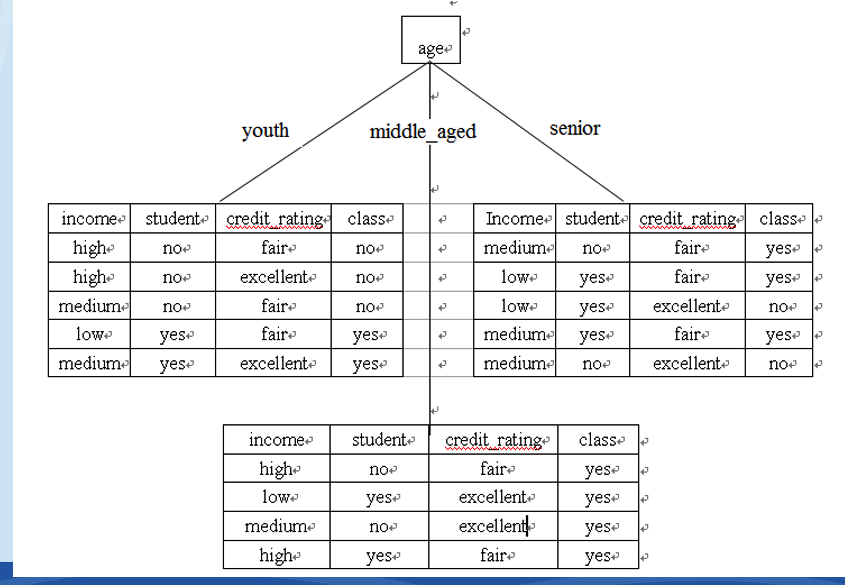 age
youth
middle_aged
senior
income student credit_rating class
high no fair no
high no excellent no
medium no fair no
low yes fair yes
medium yes excellent yes
Income student credit_rating class
medium no fair yes
low yes fair yes
low yes excellent no
medium yes fair yes
medium no excellent no
income student credit_rating class
high no fair yes
low yes excellent yes
medium no excellent yes
high yes fair yes